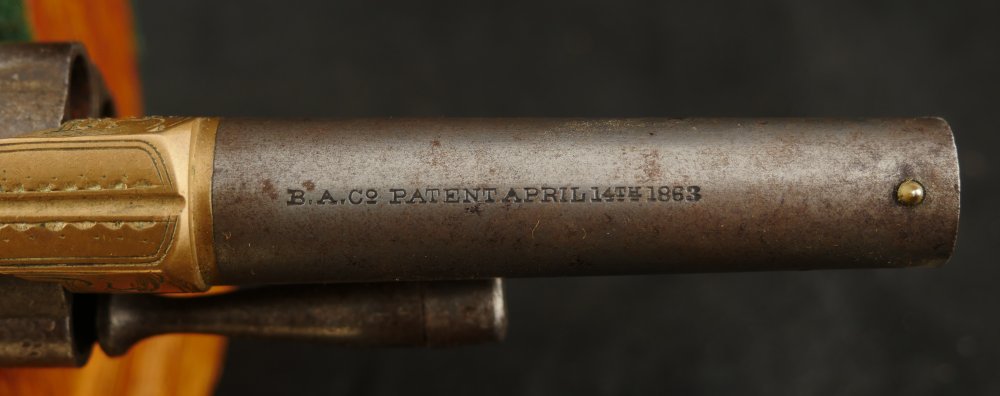 B.A.Cº PATENT APRIL 14TH 1863